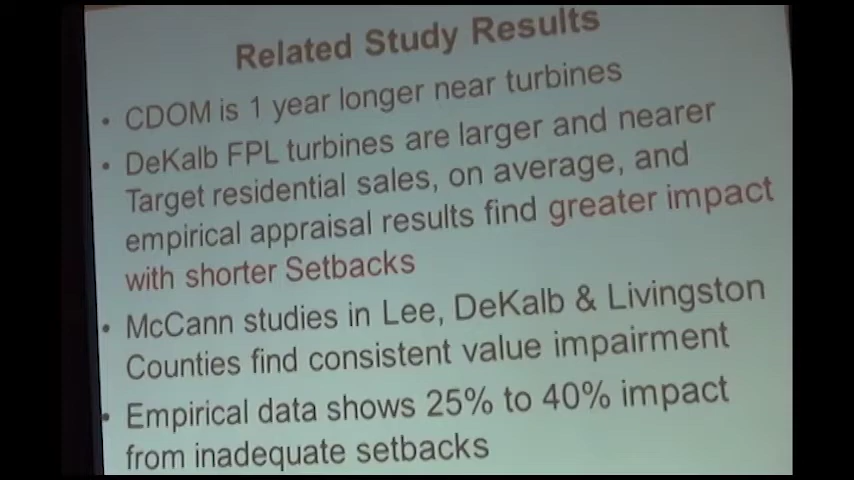 Related Study Results
• CDOM is 1 year longer near turbines
• DeKalb FPL turbines are larger and nearer
Target residential sales, on average, and
empirical appraisal results find greater impact
with shorter Setbacks
• McCann studies in Lee, DeKalb & Livingston
Counties find consistent value impairment
• Empirical data shows 25% to 40% impact
from inadequate setbacks